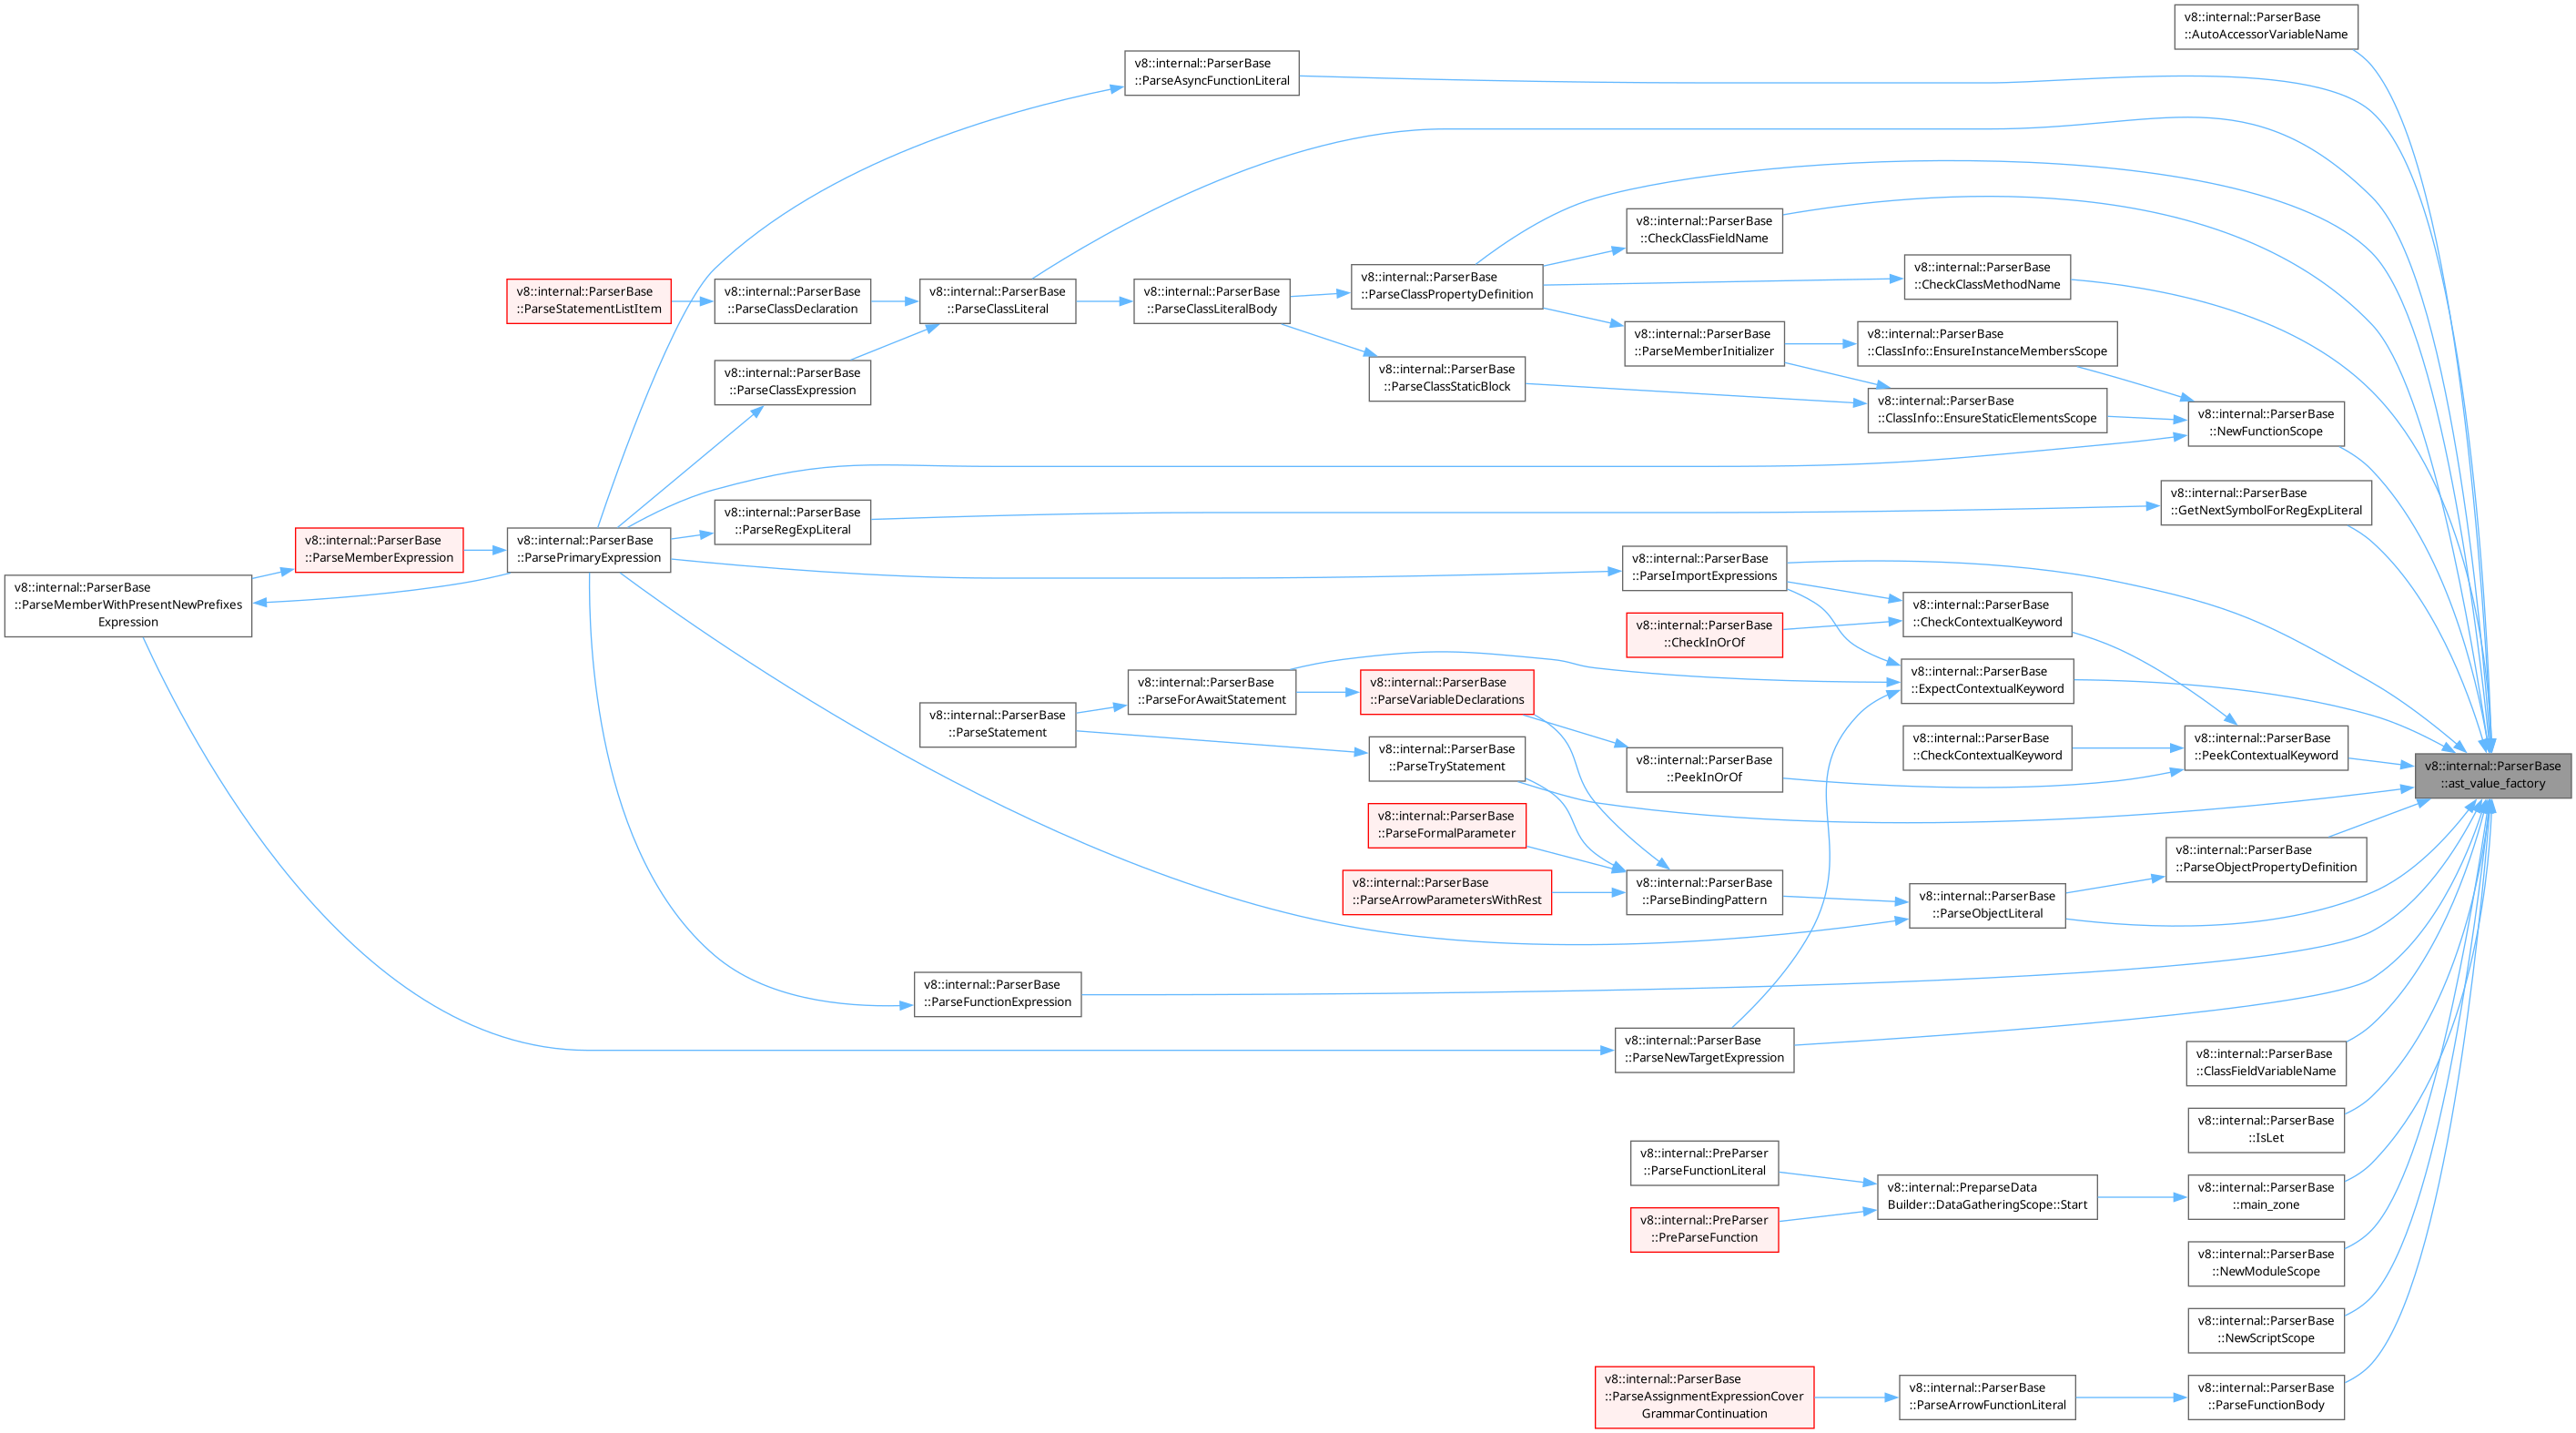 v8::internal::ParserBase
::AutoAccessorVariableName
v8::internal::ParserBase
::ParseAsyncFunctionLiteral
v8::internal::ParserBase
::CheckClassFieldName
v8::internal::ParserBase
::CheckClassMethodName
v8::internal::ParserBase
::ParseClassPropertyDefinition
v8::internal::ParserBase
::ParseStatementListItem
v8::internal::ParserBase
::ParseClassDeclaration
v8::internal::ParserBase
::ParseClassLiteral
v8::internal::ParserBase
::ParseClassLiteralBody
v8::internal::ParserBase
::ParseMemberInitializer
v8::internal::ParserBase
::ClassInfo::EnsureInstanceMembersScope
v8::internal::ParserBase
::ParseClassExpression
v8::internal::ParserBase
::ParseClassStaticBlock
v8::internal::ParserBase
::ClassInfo::EnsureStaticElementsScope
v8::internal::ParserBase
::NewFunctionScope
v8::internal::ParserBase
::GetNextSymbolForRegExpLiteral
v8::internal::ParserBase
::ParseRegExpLiteral
v8::internal::ParserBase
::ParseMemberExpression
v8::internal::ParserBase
::ParsePrimaryExpression
v8::internal::ParserBase
::ParseImportExpressions
v8::internal::ParserBase
::ParseMemberWithPresentNewPrefixes
Expression
v8::internal::ParserBase
::CheckContextualKeyword
v8::internal::ParserBase
::CheckInOrOf
v8::internal::ParserBase
::ExpectContextualKeyword
v8::internal::ParserBase
::ParseForAwaitStatement
v8::internal::ParserBase
::ParseVariableDeclarations
v8::internal::ParserBase
::ParseStatement
v8::internal::ParserBase
::CheckContextualKeyword
v8::internal::ParserBase
::PeekContextualKeyword
v8::internal::ParserBase
::ParseTryStatement
v8::internal::ParserBase
::PeekInOrOf
v8::internal::ParserBase
::ast_value_factory
v8::internal::ParserBase
::ParseFormalParameter
v8::internal::ParserBase
::ParseObjectPropertyDefinition
v8::internal::ParserBase
::ParseArrowParametersWithRest
v8::internal::ParserBase
::ParseBindingPattern
v8::internal::ParserBase
::ParseObjectLiteral
v8::internal::ParserBase
::ParseFunctionExpression
v8::internal::ParserBase
::ParseNewTargetExpression
v8::internal::ParserBase
::ClassFieldVariableName
v8::internal::ParserBase
::IsLet
v8::internal::PreParser
::ParseFunctionLiteral
v8::internal::PreparseData
Builder::DataGatheringScope::Start
v8::internal::ParserBase
::main_zone
v8::internal::PreParser
::PreParseFunction
v8::internal::ParserBase
::NewModuleScope
v8::internal::ParserBase
::NewScriptScope
v8::internal::ParserBase
::ParseAssignmentExpressionCover
GrammarContinuation
v8::internal::ParserBase
::ParseArrowFunctionLiteral
v8::internal::ParserBase
::ParseFunctionBody